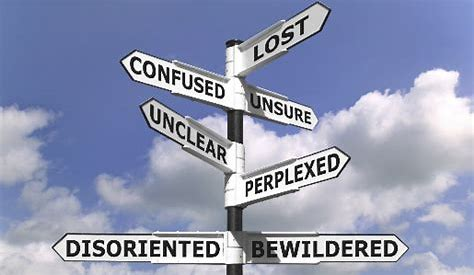 LOST
CONFUSED
UNSURE
UNCLEAR
PERPLEXED
DISORIENTED
BEWILDERED